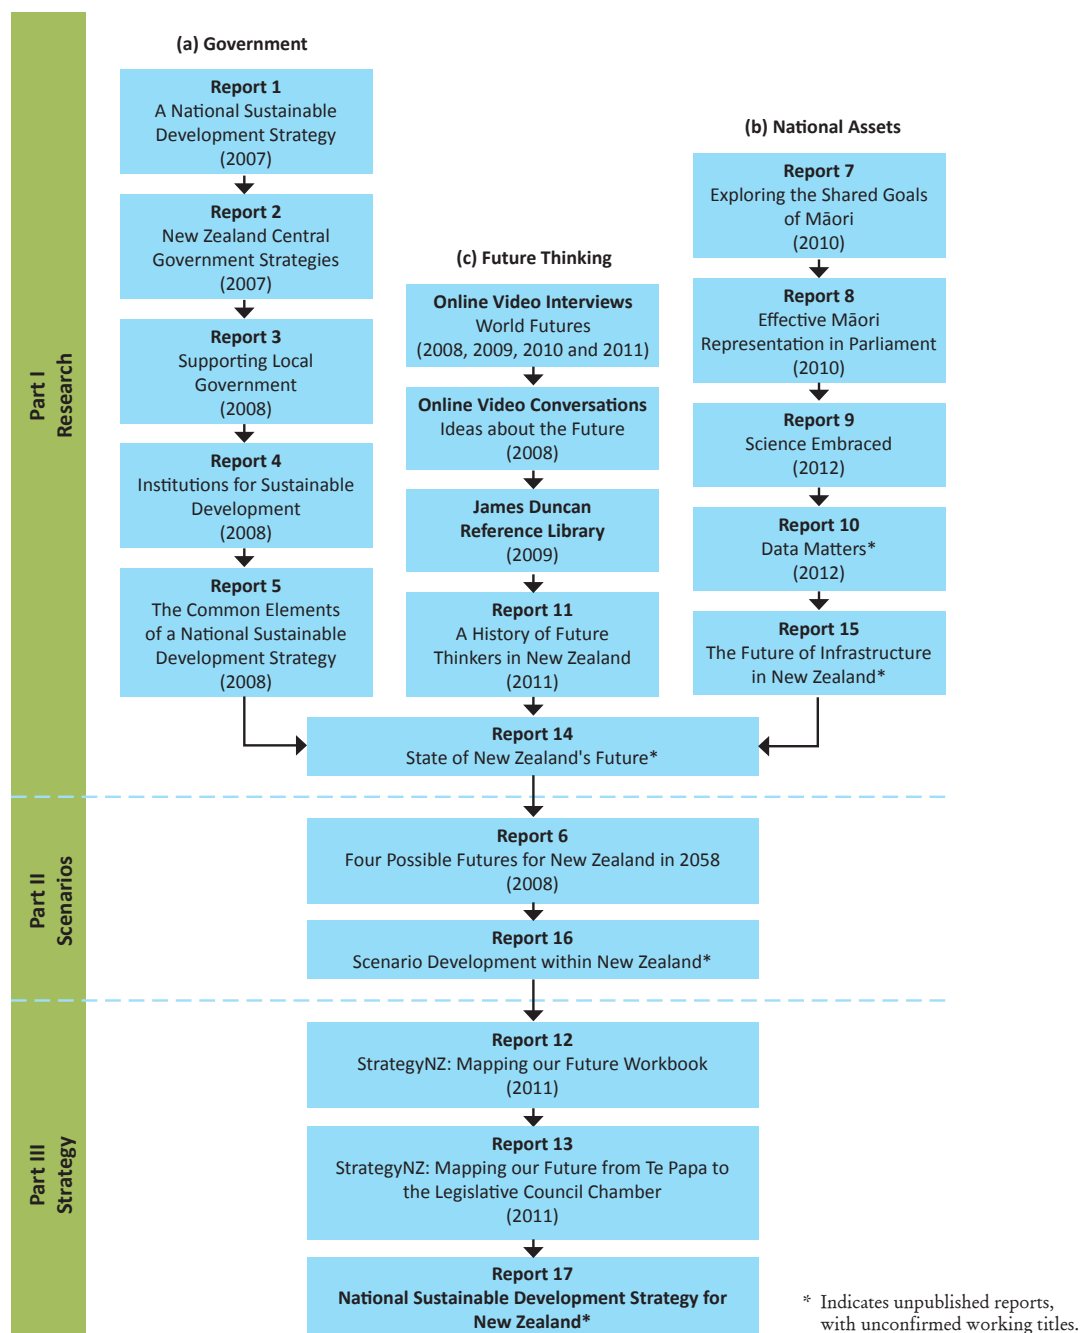 Part I
Research
(a) Government
Report 1
A National Sustainable
Development Strategy
(2007)
Report 2
New Zealand Central
Government Strategies
(2007)
Report 3
Supporting Local
Government
(2008)
Report 4
Institutions for Sustainable
Development
(2008)
Report 5
The Common Elements
of a National Sustainable
Development Strategy
(2008)
(c) Future Thinking
Online Video Interviews
World Futures
(2008, 2009, 2010 and 2011)
Online Video Conversations
Ideas about the Future
(2008)
James Duncan
Reference Library
(2009)
Report 11
A History of Future
Thinkers in New Zealand
(2011)
(b) National Assets
Report 7
Exploring the Shared Goals
of Māori
(2010)
Report 8
Effective Māori
Representation in Parliament
(2010)
Report 9
Science Embraced
(2012)
Report 10
Data Matters*
(2012)
Report 15
The Future of Infrastructure
in New Zealand*
Report 14
State of New Zealand's Future*
Part II
Scenarios
Report 6
Four Possible Futures for New Zealand in 2058
(2008)
Report 16
Scenario Development within New Zealand*
Part III
Strategy
Report 12
StrategyNZ: Mapping our Future Workbook
(2011)
Report 13
StrategyNZ: Mapping our Future from Te Papa to
the Legislative Council Chamber
(2011)
Report 17
National Sustainable Development Strategy for
New Zealand*
* Indicates unpublished reports,
with unconfirmed working titles.